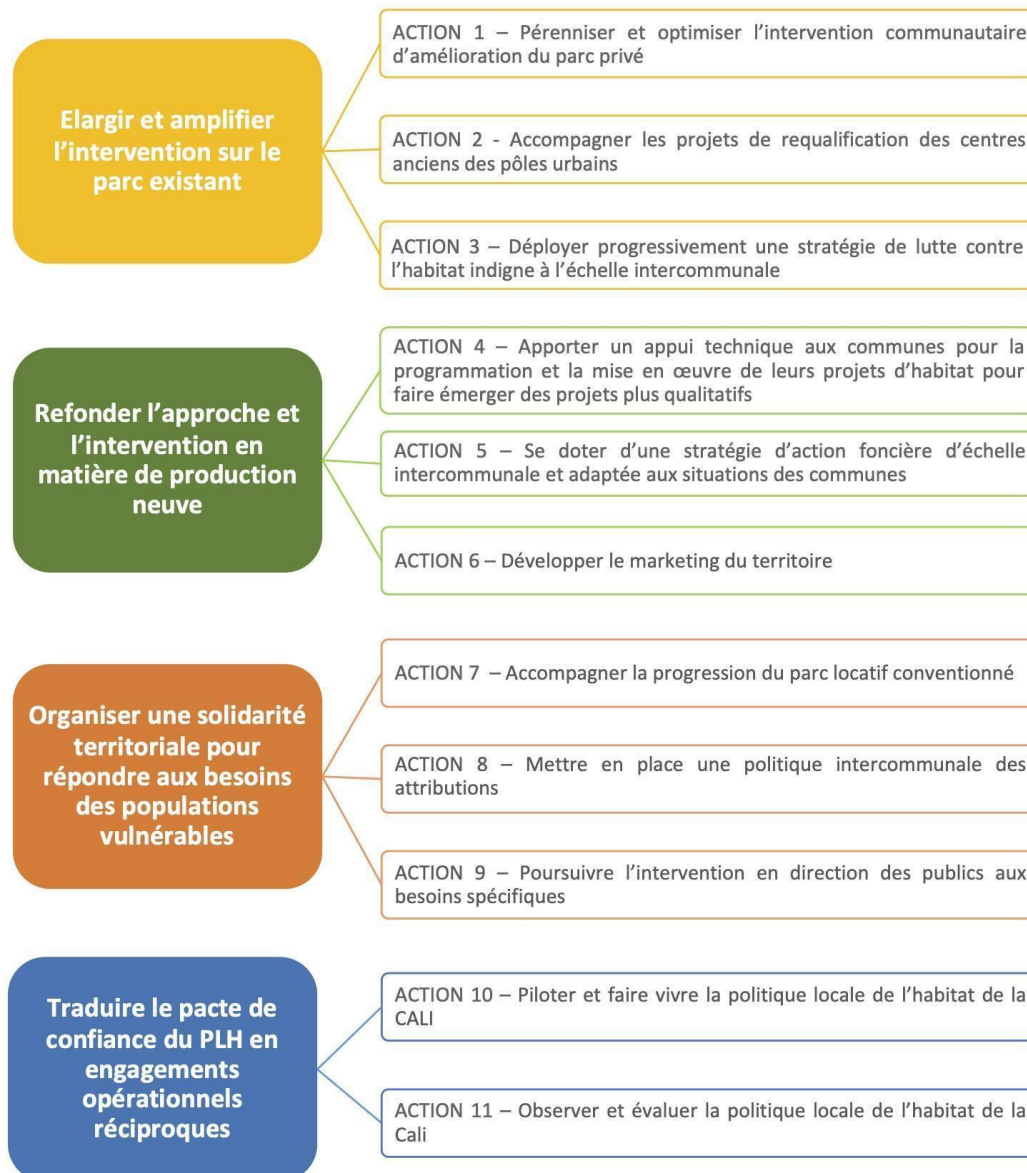 Elargir et amplifier
l'intervention sur le
parc existant
ACTION 1 – Pérenniser et optimiser l'intervention communautaire
d'amélioration du parc privé
ACTION 2 - Accompagner les projets de requalification des centres
anciens des pôles urbains
ACTION 3 – Déployer progressivement une stratégie de lutte contre
l'habitat indigne à l'échelle intercommunale
Refonder l'approche et
l'intervention en
matière de production
neuve
ACTION 4 – Apporter un appui technique aux communes pour la
programmation et la mise en œuvre de leurs projets d'habitat pour
faire émerger des projets plus qualitatifs
ACTION 5 – Se doter d'une stratégie d'action foncière d'échelle
intercommunale et adaptée aux situations des communes
ACTION 6 – Développer le marketing du territoire
Organiser une solidarité
territoriale pour
répondre aux besoins
des populations
vulnérables
ACTION 7 – Accompagner la progression du parc locatif conventionné
ACTION 8 – Mettre en place une politique intercommunale des
attributions
ACTION 9 – Poursuivre l'intervention en direction des publics aux
besoins spécifiques
Traduire le pacte de
confiance du PLH en
engagements
opérationnels
réciproques
ACTION 10 – Piloter et faire vivre la politique locale de l'habitat de la
CALI
ACTION 11 – Observer et évaluer la politique locale de l'habitat de la
Cali